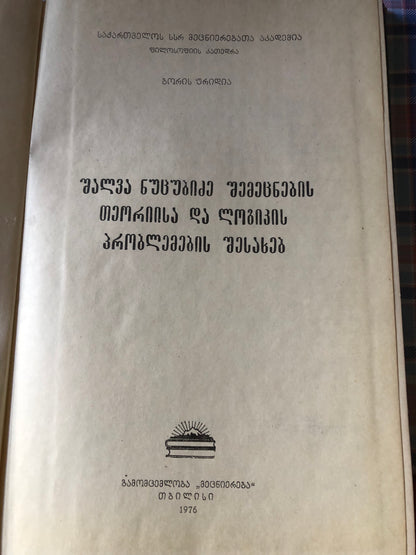 საქართველოს სსრ მეცნიერებათა აკადემია
ფილოსოფიის კათედრა
ბორის ურიდია
შალვა ნუცუბიძე შემეცნების
თეორიისა და ლოგიკის
პრობლემების შესახებ
გამომცემლობა „მეცნიერება“
თბილისი
1976